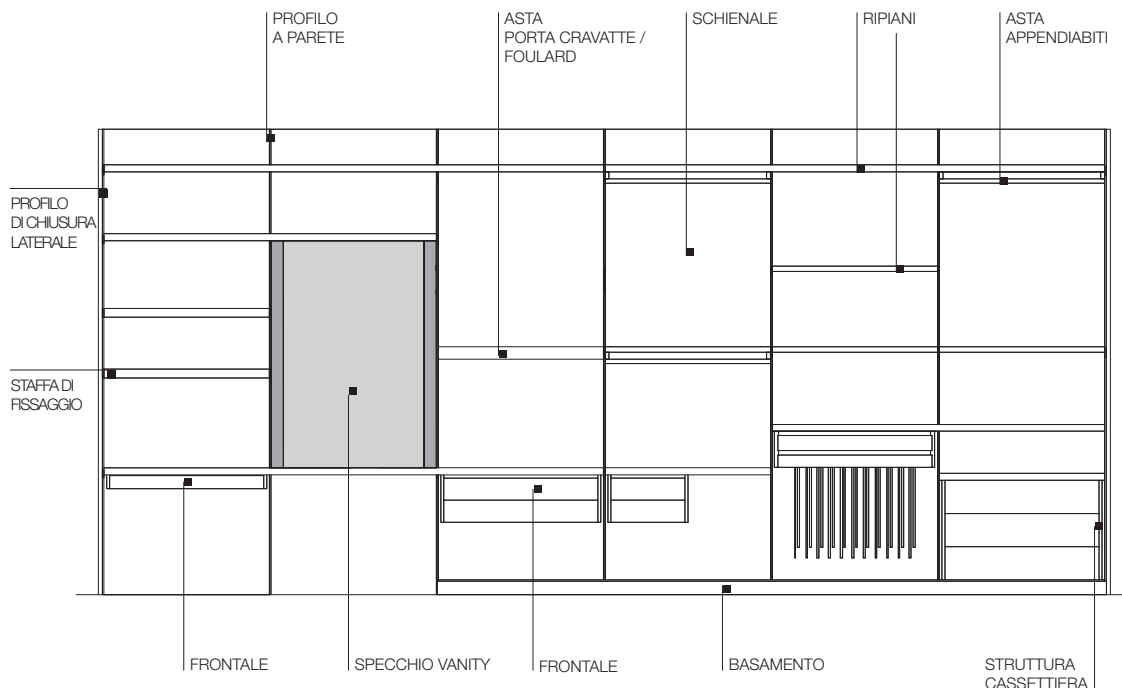 PROFILO
A PARETE
ASTA
PORTA CRAVATTE /
FOULARD
SCHIENALE
RIPIANI
ASTA
APPENDIABITI
PROFILO
DI CHIUSURA
LATERALE
STAFFA DI
FISSAGGIO
FRONTALE
SPECCHIO VANITY
FRONTALE
BASAMENTO
STRUTTURA
CASSETTIERA